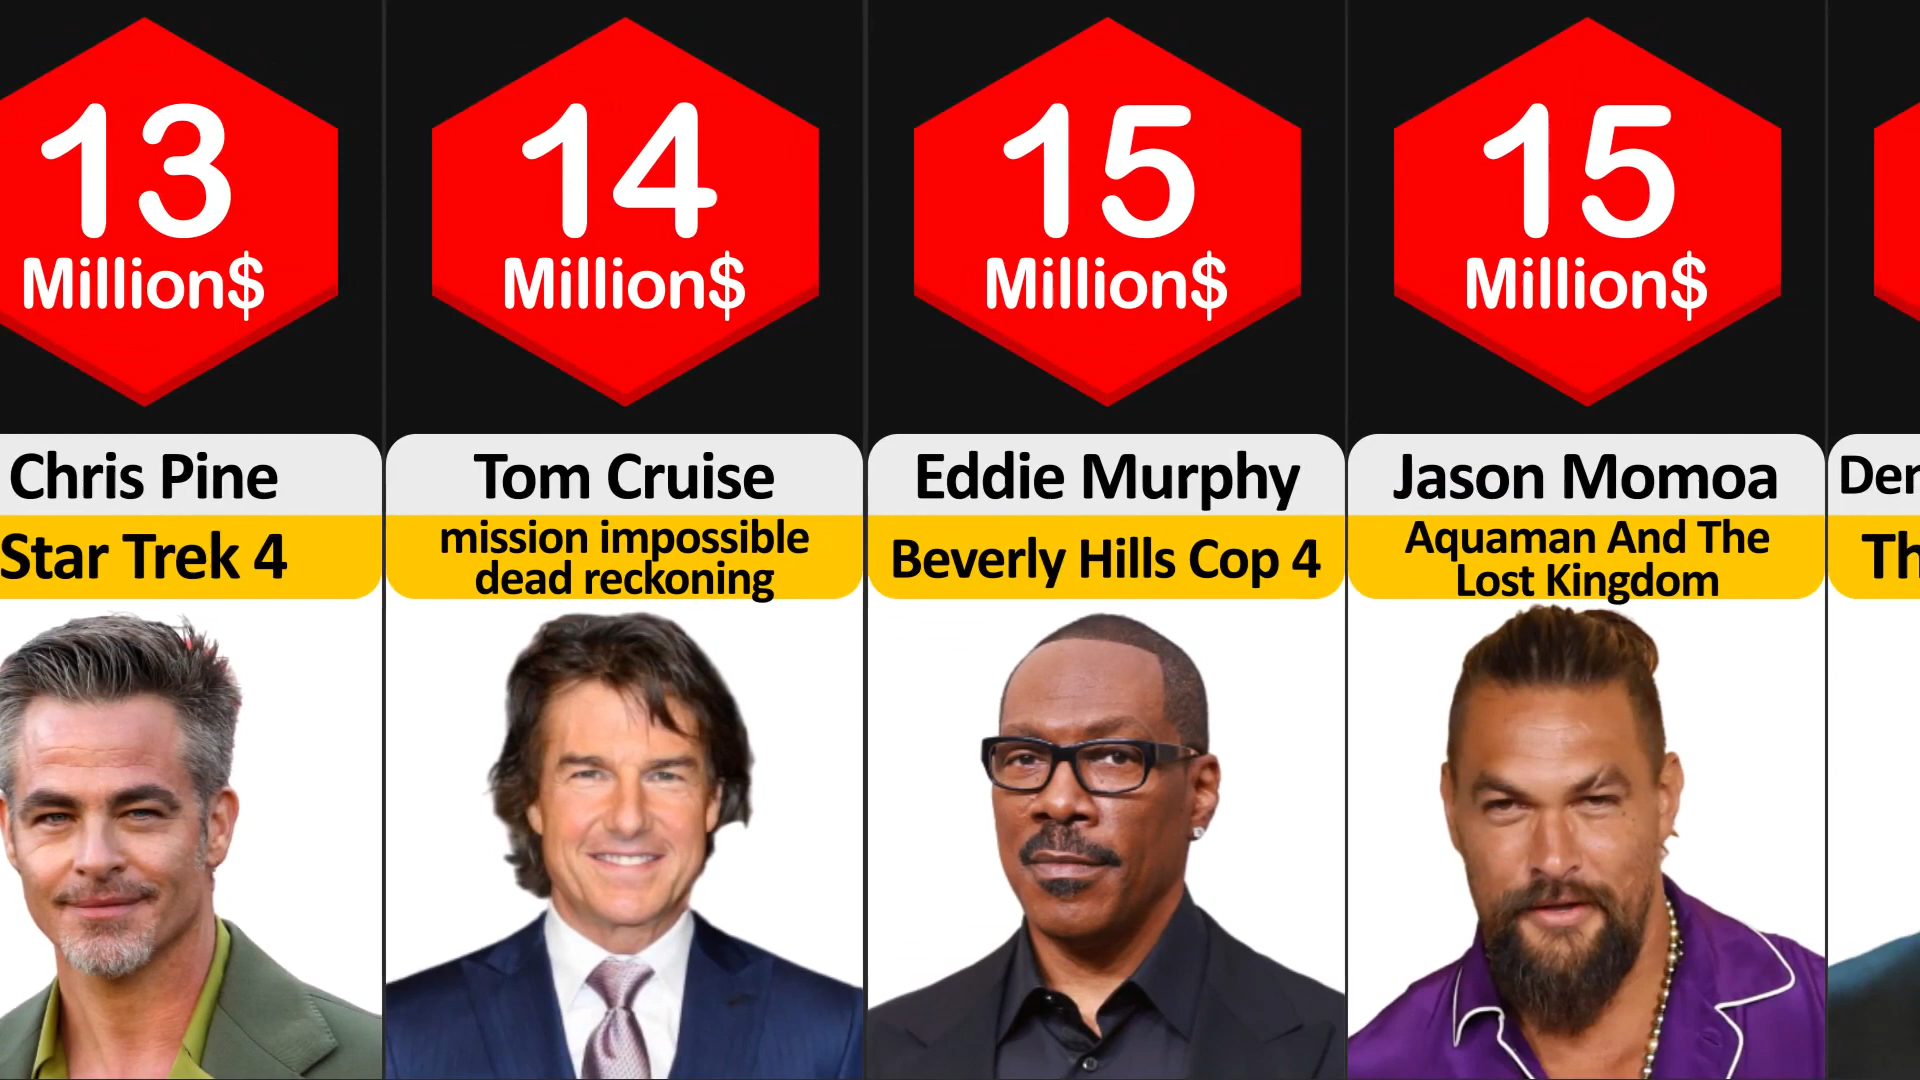 13
Million$
Chris Pine
Star Trek 4
14
Million$
Tom Cruise
mission impossible
dead reckoning
15
Million$
Eddie Murphy
Beverly Hills Cop 4
15
Million$
Jason Momoa
Aquaman And The
Lost Kingdom